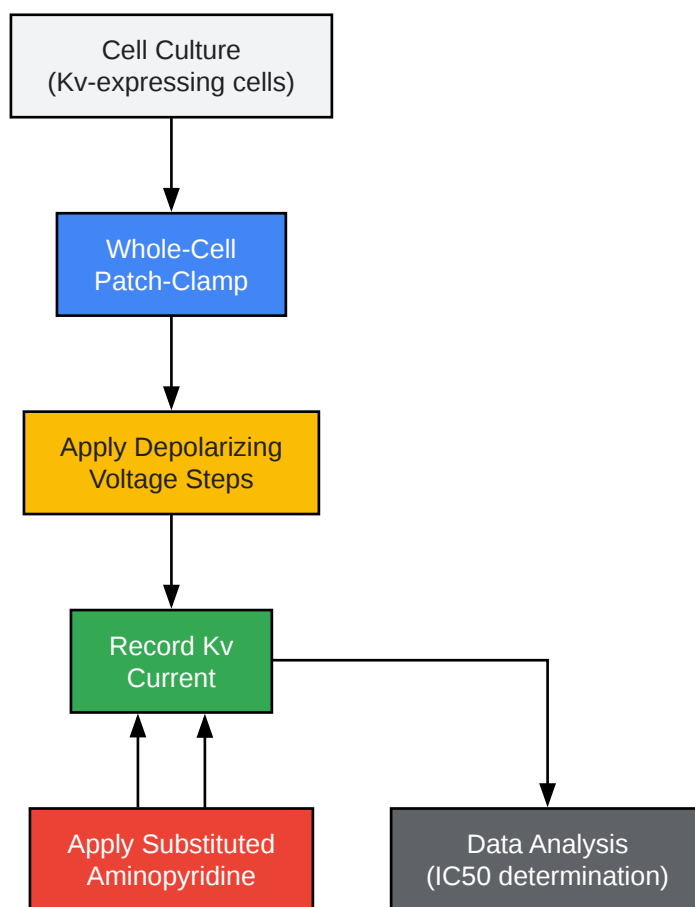 Cell Culture
(Kv-expressing cells)
Whole-Cell
Patch-Clamp
Apply Depolarizing
Voltage Steps
Record Kv
Current
Apply Substituted
Aminopyridine
Data Analysis
(IC50 determination)